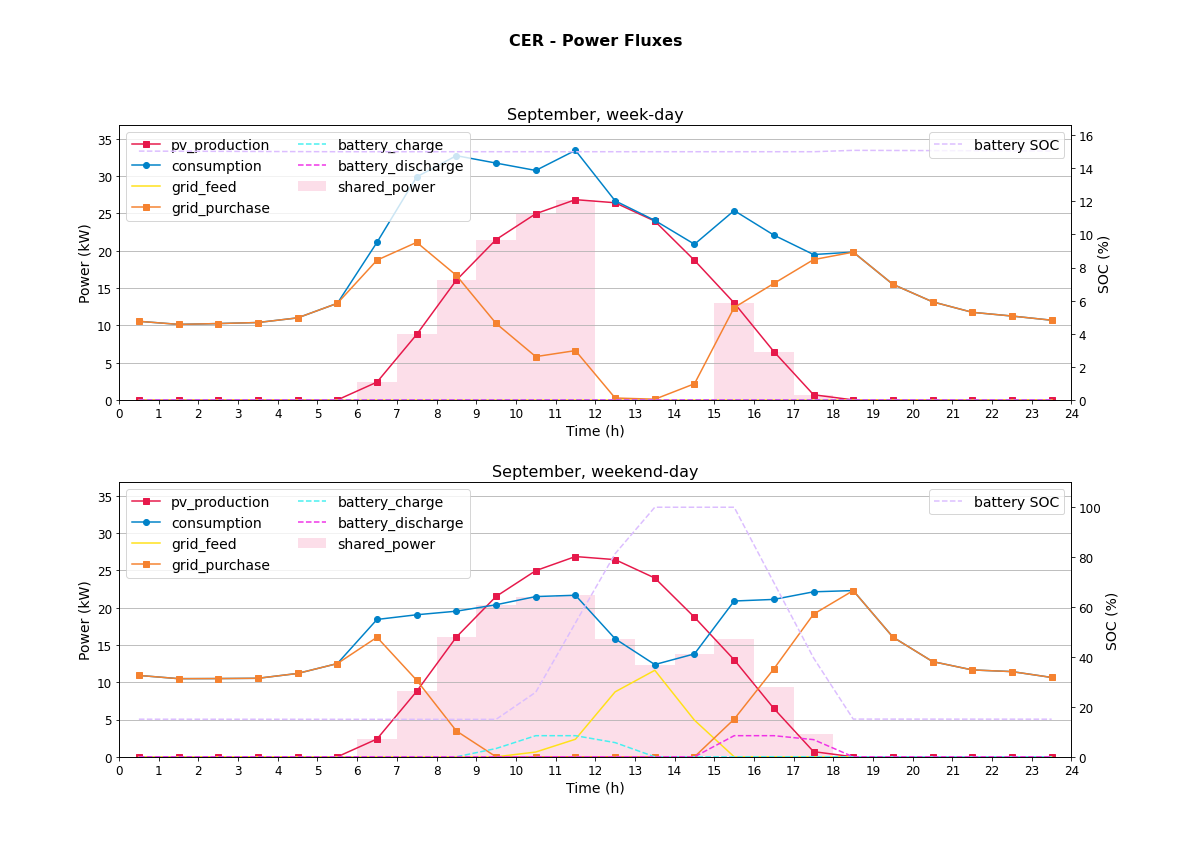 CER - Power Fluxes
September, week-day
pv_production
consumption
grid_feed
grid_purchase
battery_charge
battery_discharge
shared_power
battery SOC
Power (kW)
0
5
10
15
20
25
30
35
SOC (%)
0
2
4
6
8
10
12
14
16
0 1 2 3 4 5 6 7 8 9 10 11 12 13 14 15 16 17 18 19 20 21 22 23 24
Time (h)
September, weekend-day
pv_production
consumption
grid_feed
grid_purchase
battery_charge
battery_discharge
shared_power
battery SOC
Power (kW)
0
5
10
15
20
25
30
35
SOC (%)
0
20
40
60
80
100
0 1 2 3 4 5 6 7 8 9 10 11 12 13 14 15 16 17 18 19 20 21 22 23 24
Time (h)